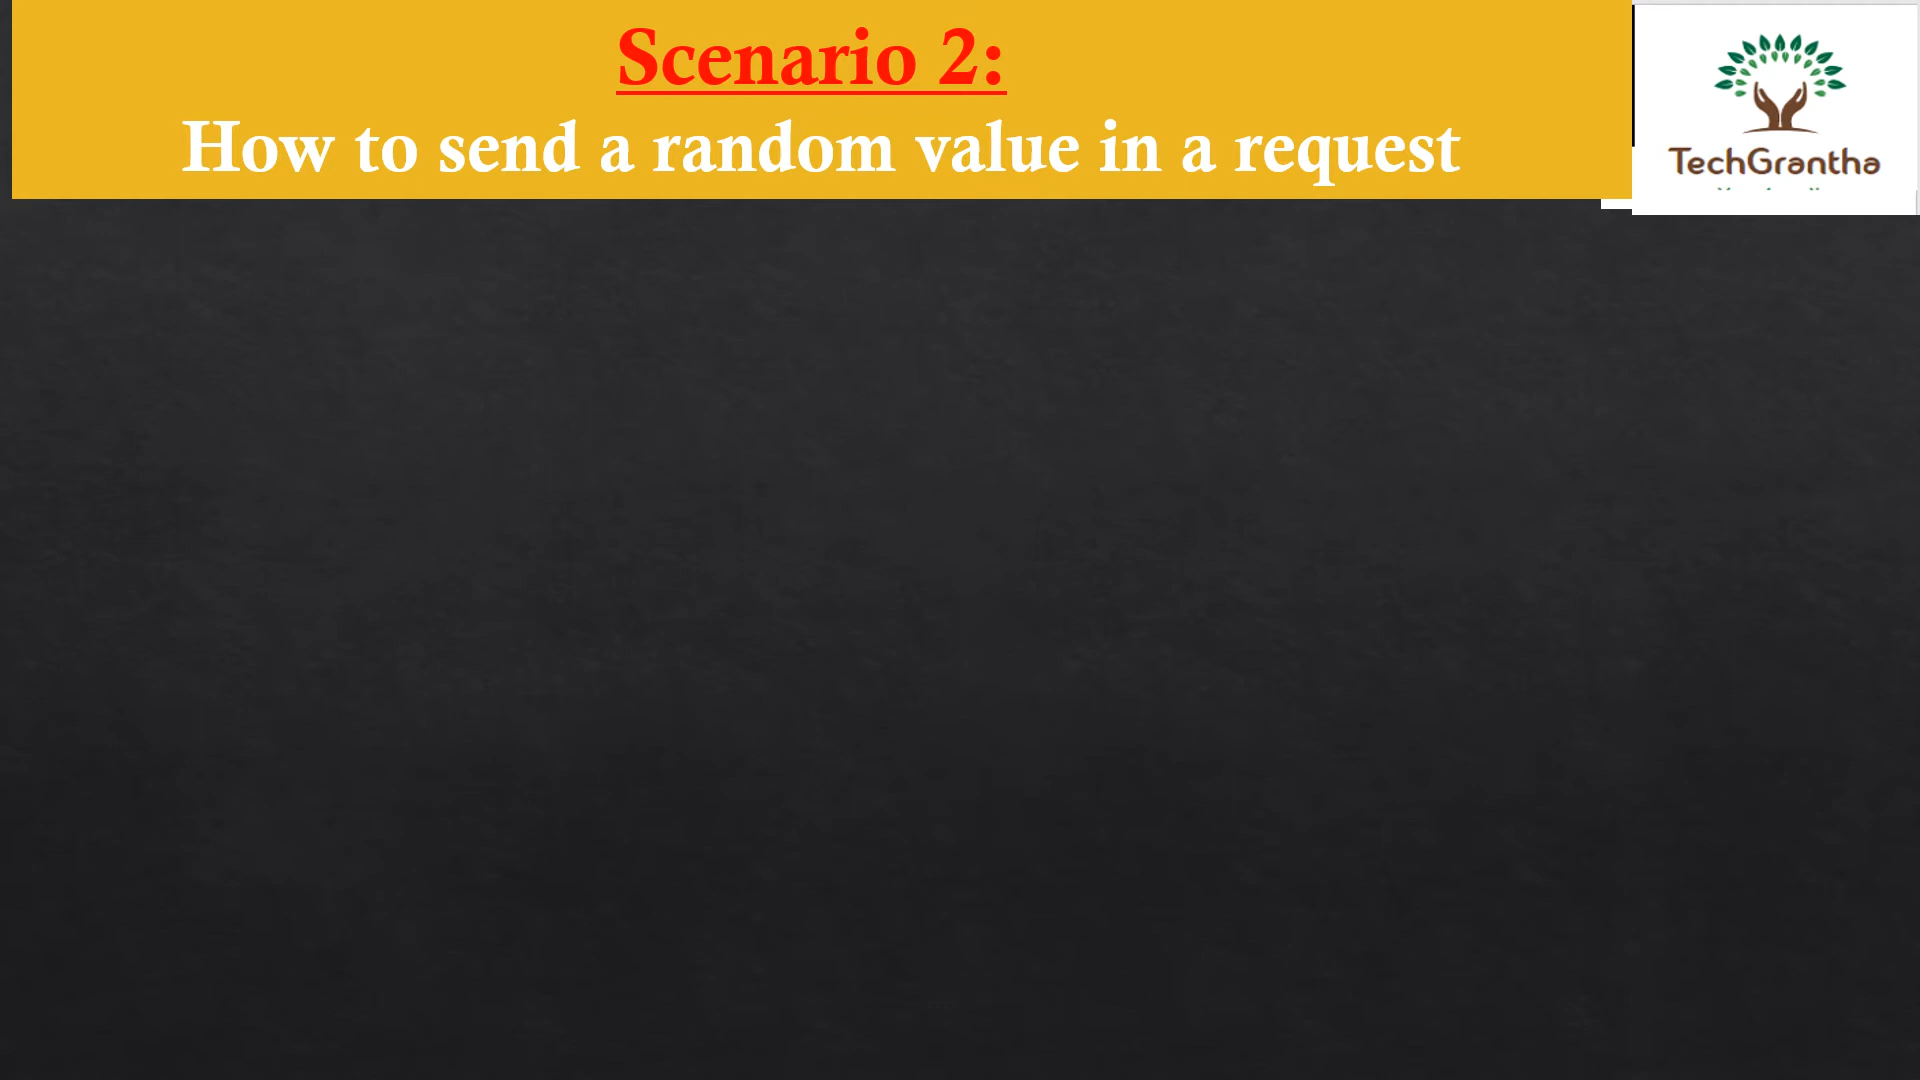 Scenario 2:
How to send a random value in a request
TechGrantha